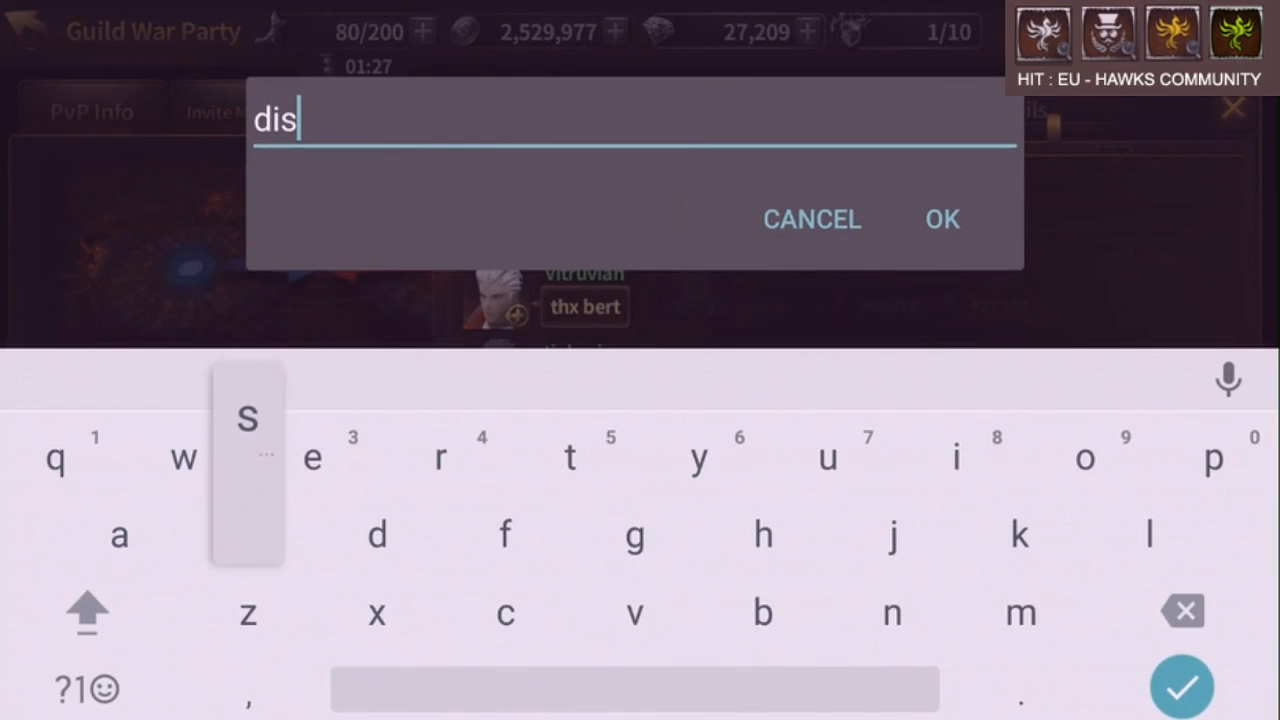 Guild War Party 80/200 2,529,977 27,209 1/10
01:27
HIT : EU - HAWKS COMMUNITY
PvP Info
dis
CANCEL OK
vitruvian
thx bert
S
q 1 w e 3 r 4 t 5 y 6 u 7 i 8 o 9 p 0
a d f g h j k l
z x c v b n m
?1☺ , .